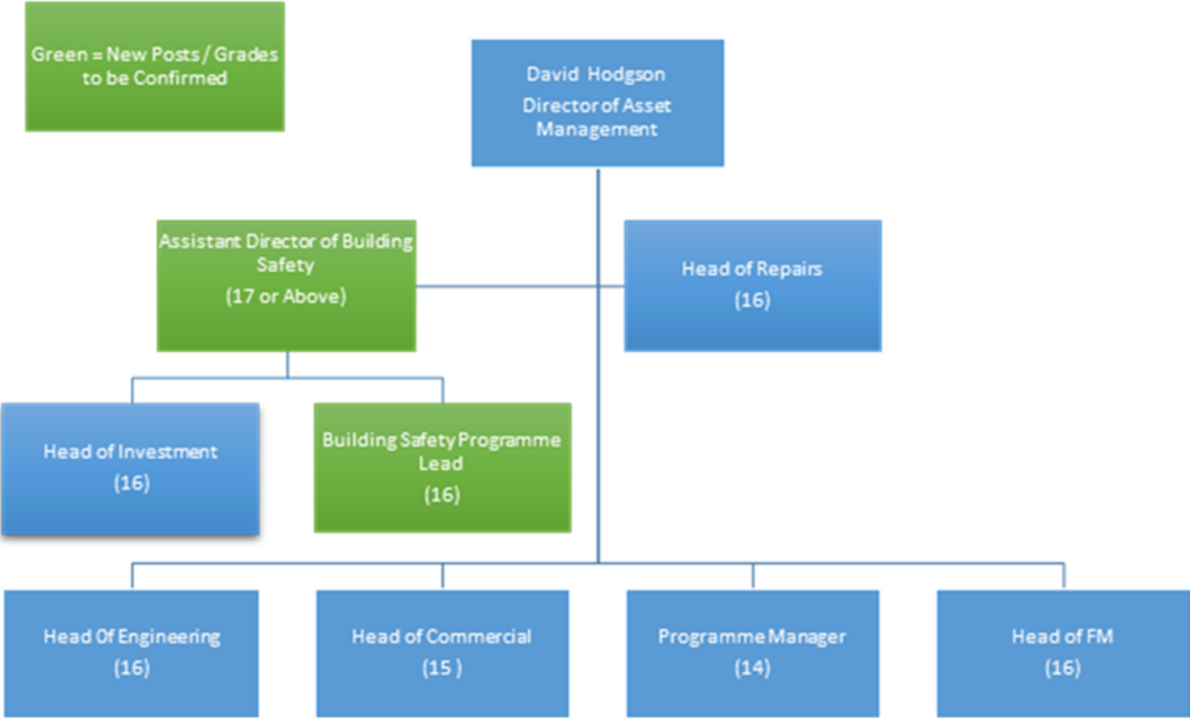 Green = New Posts / Grades
to be Confirmed
David Hodgson
Director of Asset
Management
Assistant Director of Building
Safety
(17 or Above)
Head of Repairs
(16)
Head of Investment
(16)
Building Safety Programme
Lead
(16)
Head Of Engineering
(16)
Head of Commercial
(15 )
Programme Manager
(14)
Head of FM
(16)